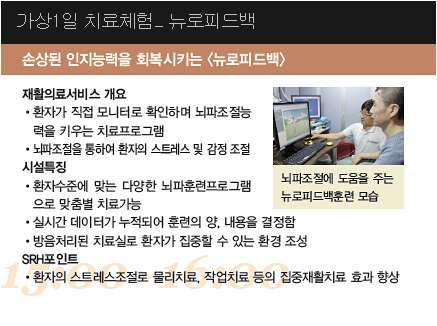 가상1일 치료체험_ 뉴로피드백
손상된 인지능력을 회복시키는 <뉴로피드백>
재활의료서비스 개요
• 환자가 직접 모니터로 확인하며 뇌파조절능
력을 키우는 치료프로그램
• 뇌파조절을 통하여 환자의 스트레스 및 감정 조절
시설특징
• 환자수준에 맞는 다양한 뇌파훈련프로그램
으로 맞춤별 치료가능
• 실시간 데이터가 누적되어 훈련의 양, 내용을 결정함
• 방음처리된 치료실로 환자가 집중할 수 있는 환경 조성
SRH포인트
• 환자의 스트레스조절로 물리치료, 작업치료 등의 집중재활치료 효과 향상
뇌파조절에 도움을 주는
뉴로피드백훈련 모습
15:00 -16:00